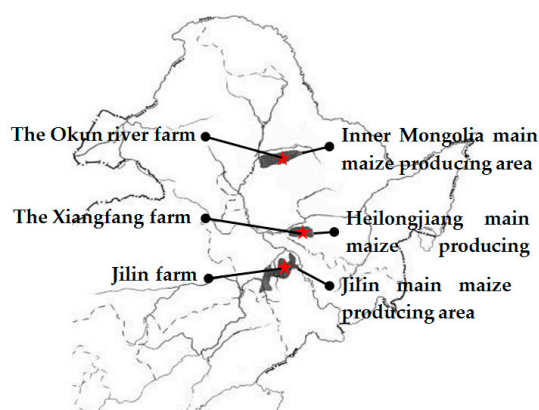 The Okun river farm
Inner Mongolia main
maize producing area
The Xiangfang farm
Heilongjiang main
maize producing
Jilin farm
Jilin main maize
producing area